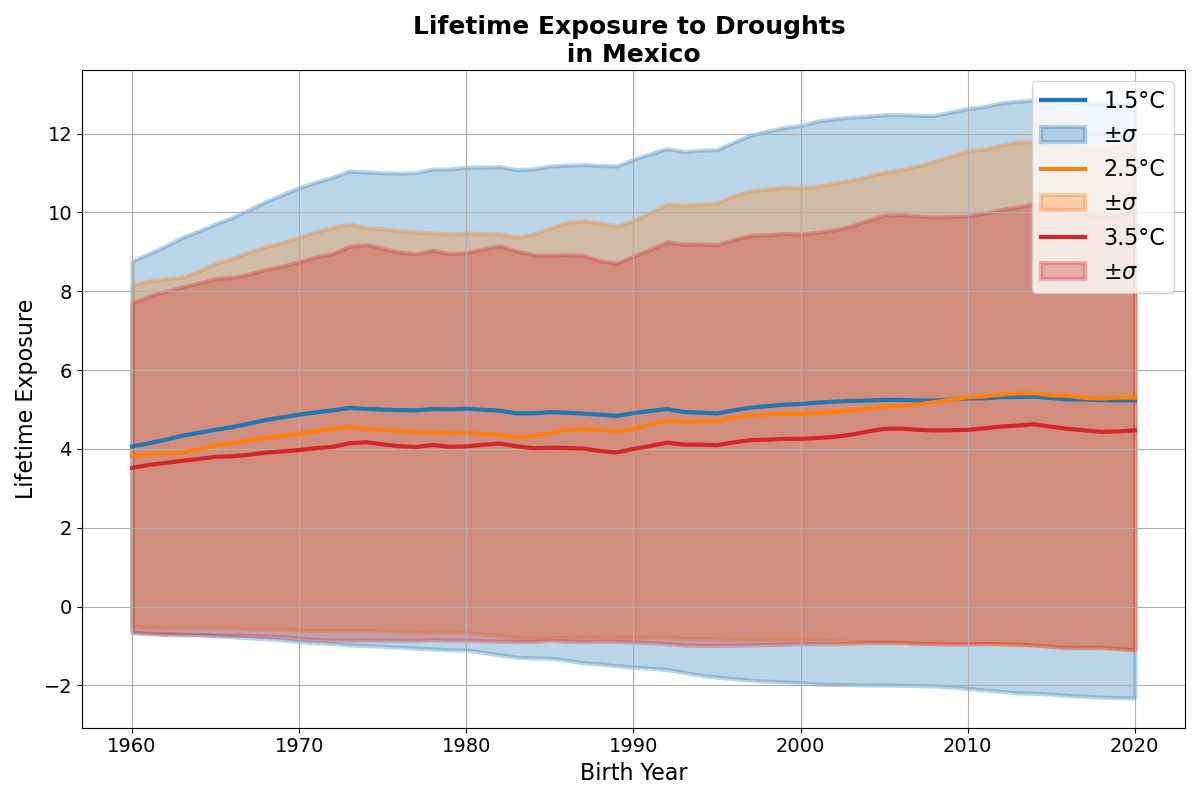 Lifetime Exposure to Droughts
in Mexico
Lifetime Exposure
12
10
8
6
4
2
0
−2
1.5°C
±σ
2.5°C
±σ
3.5°C
±σ
1960
1970
1980
1990
2000
2010
2020
Birth Year